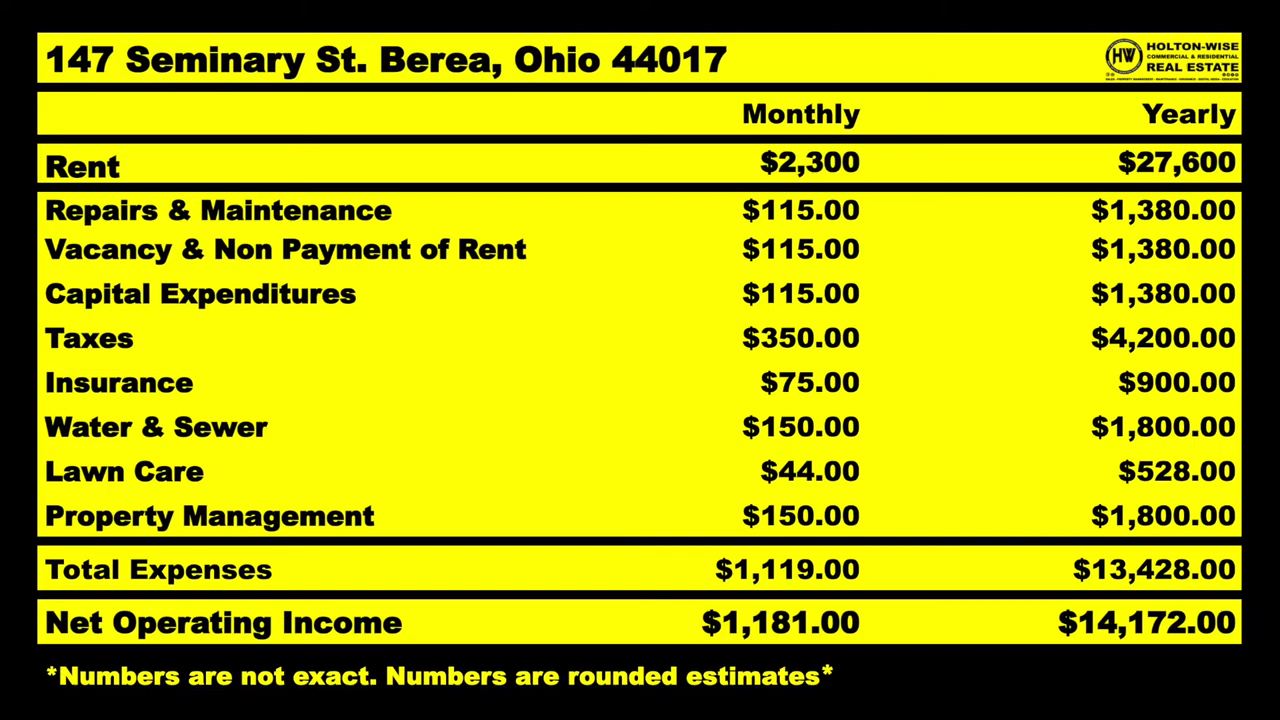 147 Seminary St. Berea, Ohio 44017
HW
HOLTON-WISE
COMMERCIAL & RESIDENTIAL
REAL ESTATE
Monthly Yearly
Rent $2,300 $27,600
Repairs & Maintenance $115.00 $1,380.00
Vacancy & Non Payment of Rent $115.00 $1,380.00
Capital Expenditures $115.00 $1,380.00
Taxes $350.00 $4,200.00
Insurance $75.00 $900.00
Water & Sewer $150.00 $1,800.00
Lawn Care $44.00 $528.00
Property Management $150.00 $1,800.00
Total Expenses $1,119.00 $13,428.00
Net Operating Income $1,181.00 $14,172.00
*Numbers are not exact. Numbers are rounded estimates*